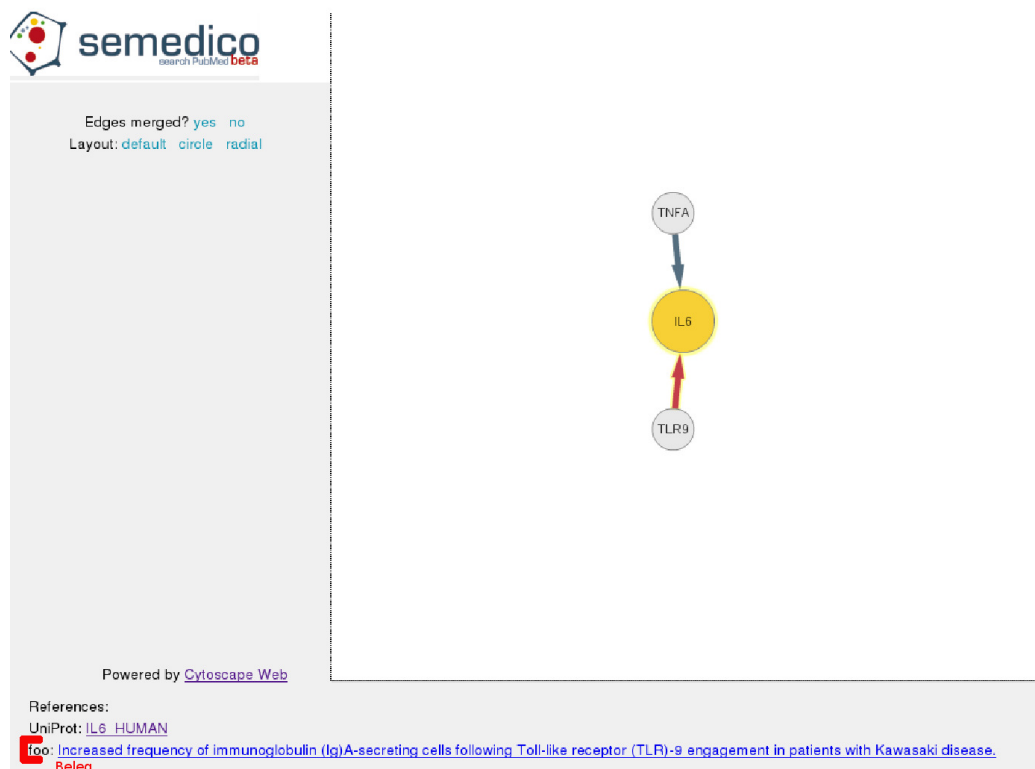 semedico
search PubMed beta
Edges merged? yes no
Layout: default circle radial
TNFA
IL6
TLR9
Powered by Cytoscape Web
References:
UniProt: IL6_HUMAN
foo: Increased frequency of immunoglobulin (Ig)A-secreting cells following Toll-like receptor (TLR)-9 engagement in patients with Kawasaki disease.
Beleg